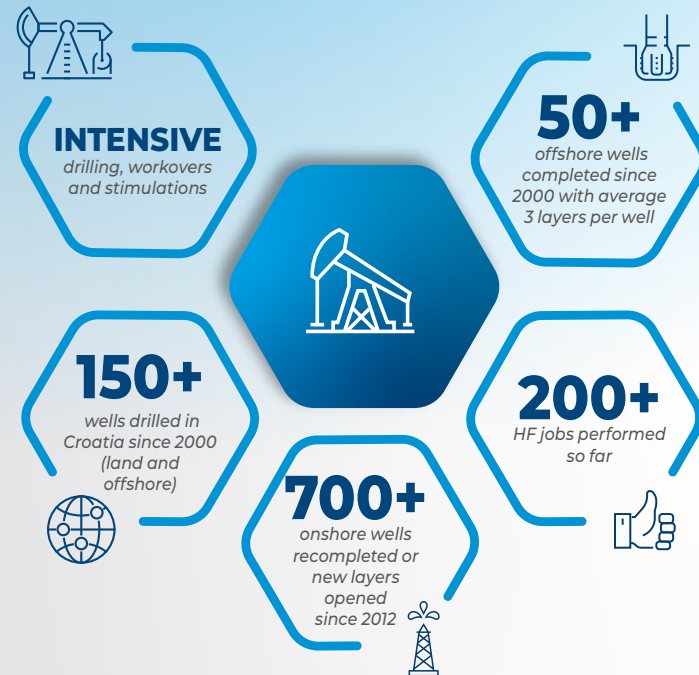 INTENSIVE
drilling, workovers
and stimulations
50+
offshore wells
completed since
2000 with average
3 layers per well
150+
wells drilled in
Croatia since 2000
(land and
offshore)
200+
HF jobs performed
so far
700+
onshore wells
recompleted or
new layers
opened
since 2012